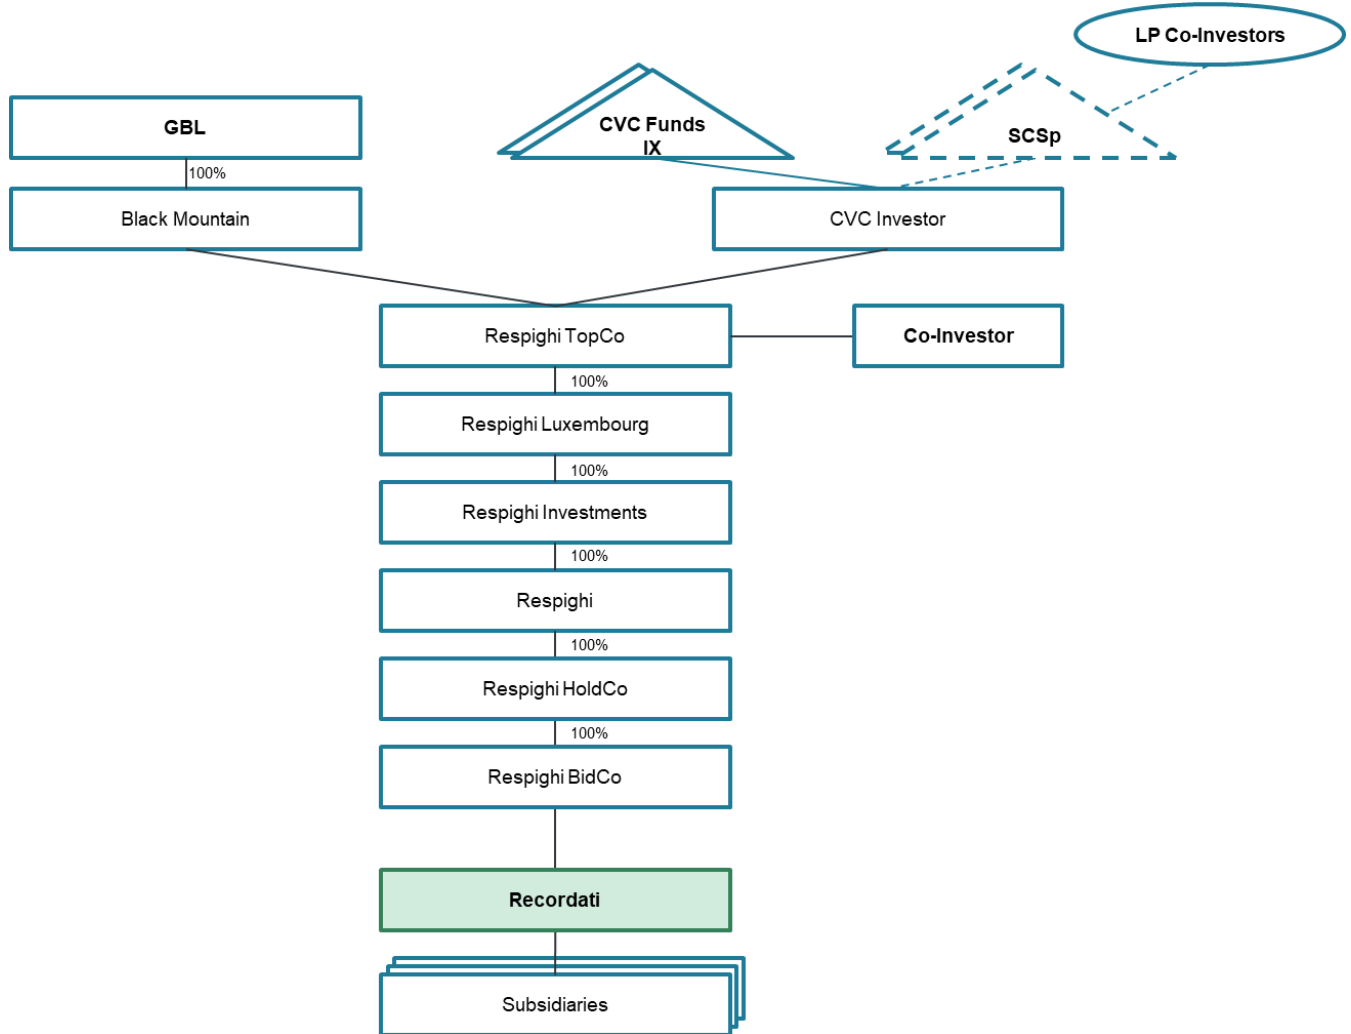 LP Co-Investors
GBL
CVC Funds
IX
SCSp
100%
Black Mountain
CVC Investor
Respighi TopCo
Co-Investor
100%
Respighi Luxembourg
100%
Respighi Investments
100%
Respighi
100%
Respighi HoldCo
100%
Respighi BidCo
Recordati
Subsidiaries